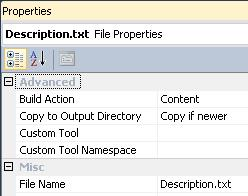 Properties
Description.txt File Properties
Advanced
Build Action Content
Copy to Output Directory Copy if newer
Custom Tool
Custom Tool Namespace
Misc
File Name Description.txt